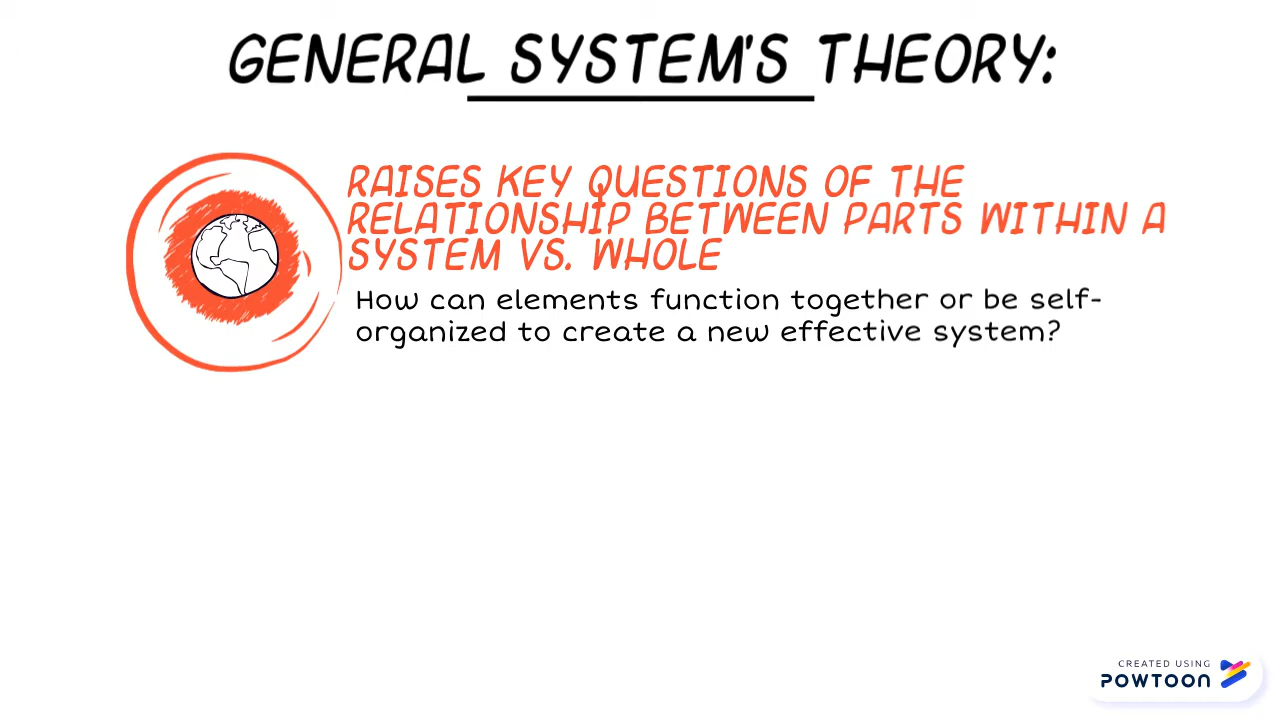 GENERAL SYSTEM'S THEORY:
RAISES KEY QUESTIONS OF THE
RELATIONSHIP BETWEEN PARTS WITHIN A
SYSTEM VS. WHOLE
How can elements function together or be self-
organized to create a new effective system?
CREATED USING
POWTOON